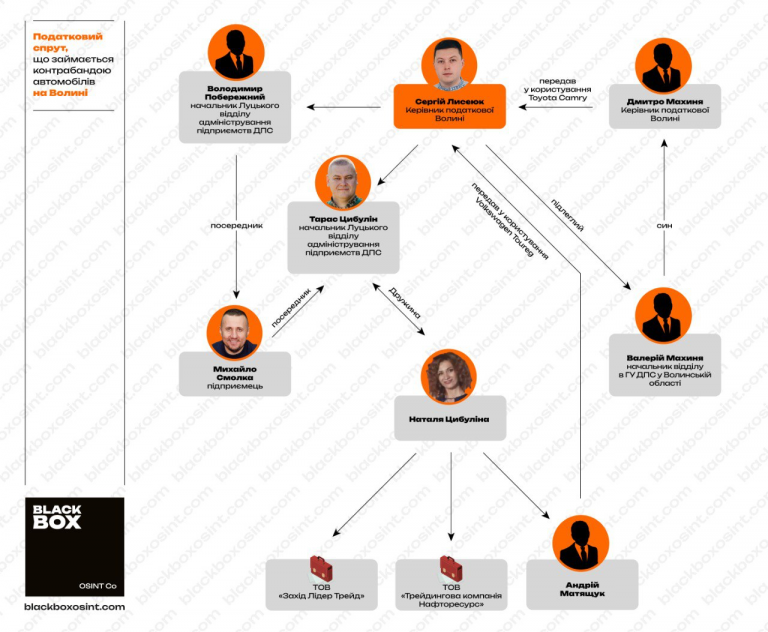 Податковий
спрут,
що займається
контрабандою
автомобілів
на Волині
Володимир
Побережний
начальник Луцького
відділу
адміністрування
підприємств ДПС
Сергій Лисеюк
Керівник податкової
Волині
передав
у користування
Toyota Camry
Дмитро Махиня
Керівник податкової
Волині
Тарас Цибулін
начальник Луцького
відділу
адміністрування
підприємств ДПС
посередник
посередник
Дружина
передав у користування
Volkswagen Toureg
підлеглий
син
Михайло
Смолка
підприємець
Наталя Цибуліна
Валерій Махиня
начальник відділу
в ГУ ДПС у Волинській
області
ТОВ
«Захід Лідер Трейд»
ТОВ
«Трейдингова компанія
Нафторесурс»
Андрій
Матящук
BLACK
BOX
OSINT Co
blackboxosint.com